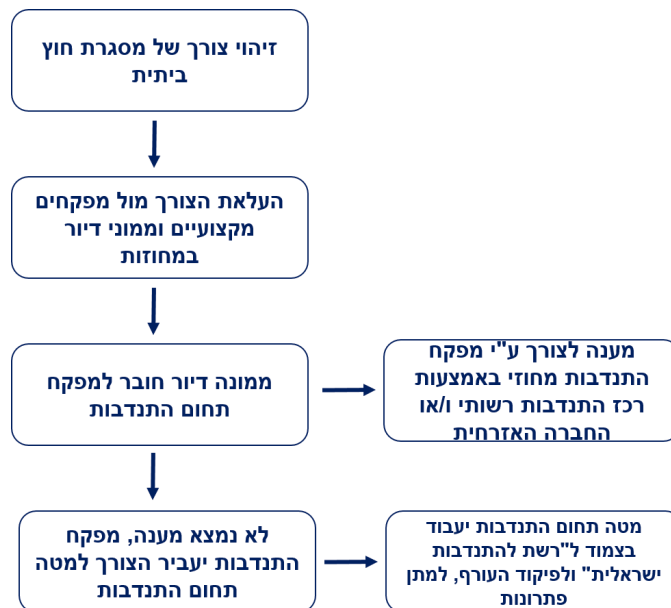 זיהוי צורך של מסגרת חוץ
ביתית
העלאת הצורך מול מפקחים
מקצועיים וממוני דיור
במחוזות
ממונה דיור חובר למפקח
תחום התנדבות
מענה לצורך ע"י מפקח
התנדבות מחוזי באמצעות
רכז התנדבות רשותי ו/או
החברה האזרחית
לא נמצא מענה, מפקח
התנדבות יעביר הצורך למטה
תחום התנדבות
מטה תחום התנדבות יעבוד
בצמוד ל"רשת להתנדבות
ישראלית" ולפיקוד העורף, למתן
פתרונות